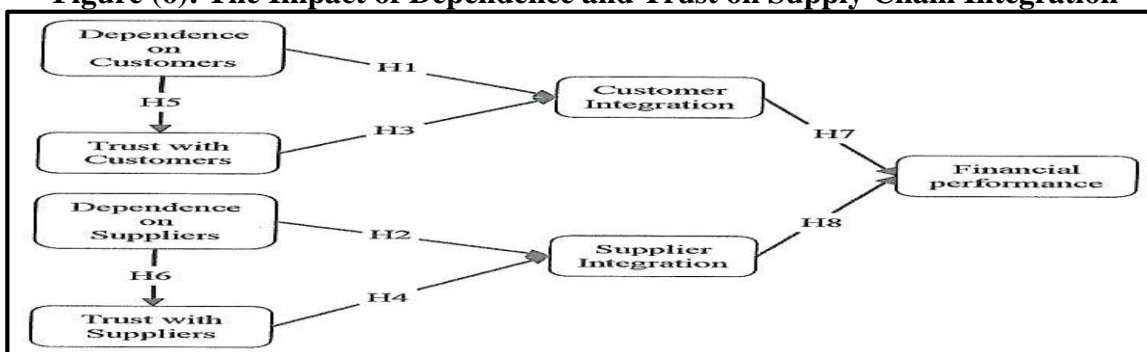 Figure (6): The Impact of Dependence and Trust on Supply Chain Integration
Dependence
on
Customers
H1
Customer
Integration
H5
H3
H7
Trust with
Customers
Financial
performance
Dependence
on
Suppliers
H2
H8
Supplier
Integration
H6
H4
Trust with
Suppliers